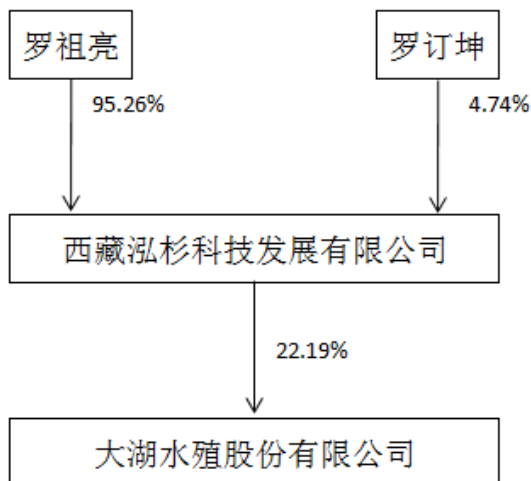 罗祖亮
罗订坤
95.26%
4.74%
西藏泓杉科技发展有限公司
22.19%
大湖水殖股份有限公司